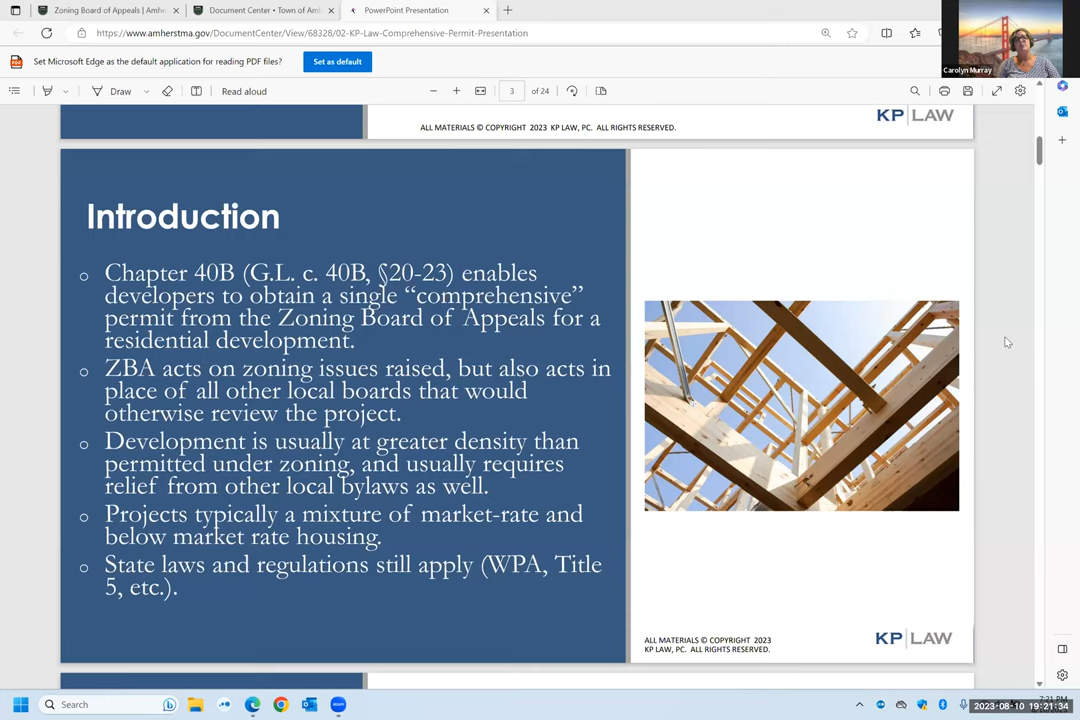 Zoning Board of Appeals | Amhe
Document Center • Town of Am
PowerPoint Presentation
https://www.amherstma.gov/DocumentCenter/View/68328/02-KP-Law-Comprehensive-Permit-Presentation
Set Microsoft Edge as the default application for reading PDF files?
Set as default
Carolyn Murray
Draw
Read aloud
3
of 24
ALL MATERIALS © COPYRIGHT 2023 KP LAW, PC. ALL RIGHTS RESERVED.
KP | LAW
Introduction
Chapter 40B (G.L. c. 40B, §20-23) enables
developers to obtain a single “comprehensive”
permit from the Zoning Board of Appeals for a
residential development.
ZBA acts on zoning issues raised, but also acts in
place of all other local boards that would
otherwise review the project.
Development is usually at greater density than
permitted under zoning, and usually requires
relief from other local bylaws as well.
Projects typically a mixture of market-rate and
below market rate housing.
State laws and regulations still apply (WPA, Title
5, etc.).
ALL MATERIALS © COPYRIGHT 2023
KP LAW, PC. ALL RIGHTS RESERVED.
KP | LAW
Search
7:21 PM
2023-08-10 19:21:34